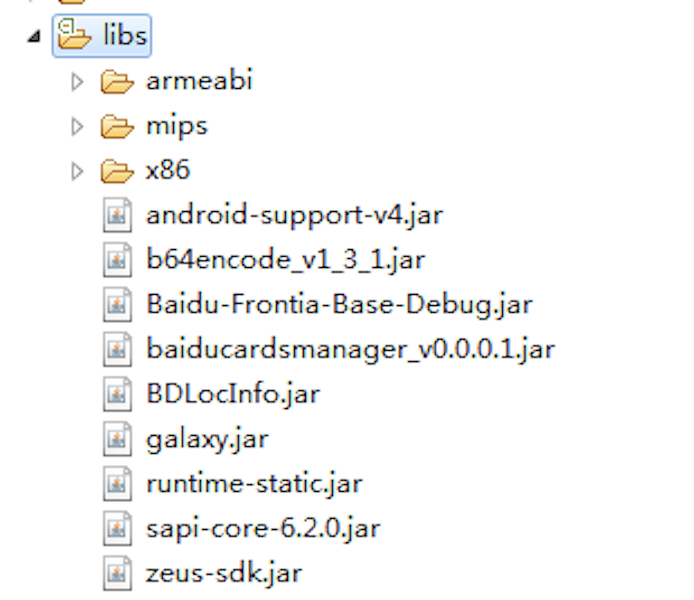 libs
armeabi
mips
x86
android-support-v4.jar
b64encode_v1_3_1.jar
Baidu-Frontia-Base-Debug.jar
baiducardsmanager_v0.0.0.1.jar
BDLocInfo.jar
galaxy.jar
runtime-static.jar
sapi-core-6.2.0.jar
zeus-sdk.jar